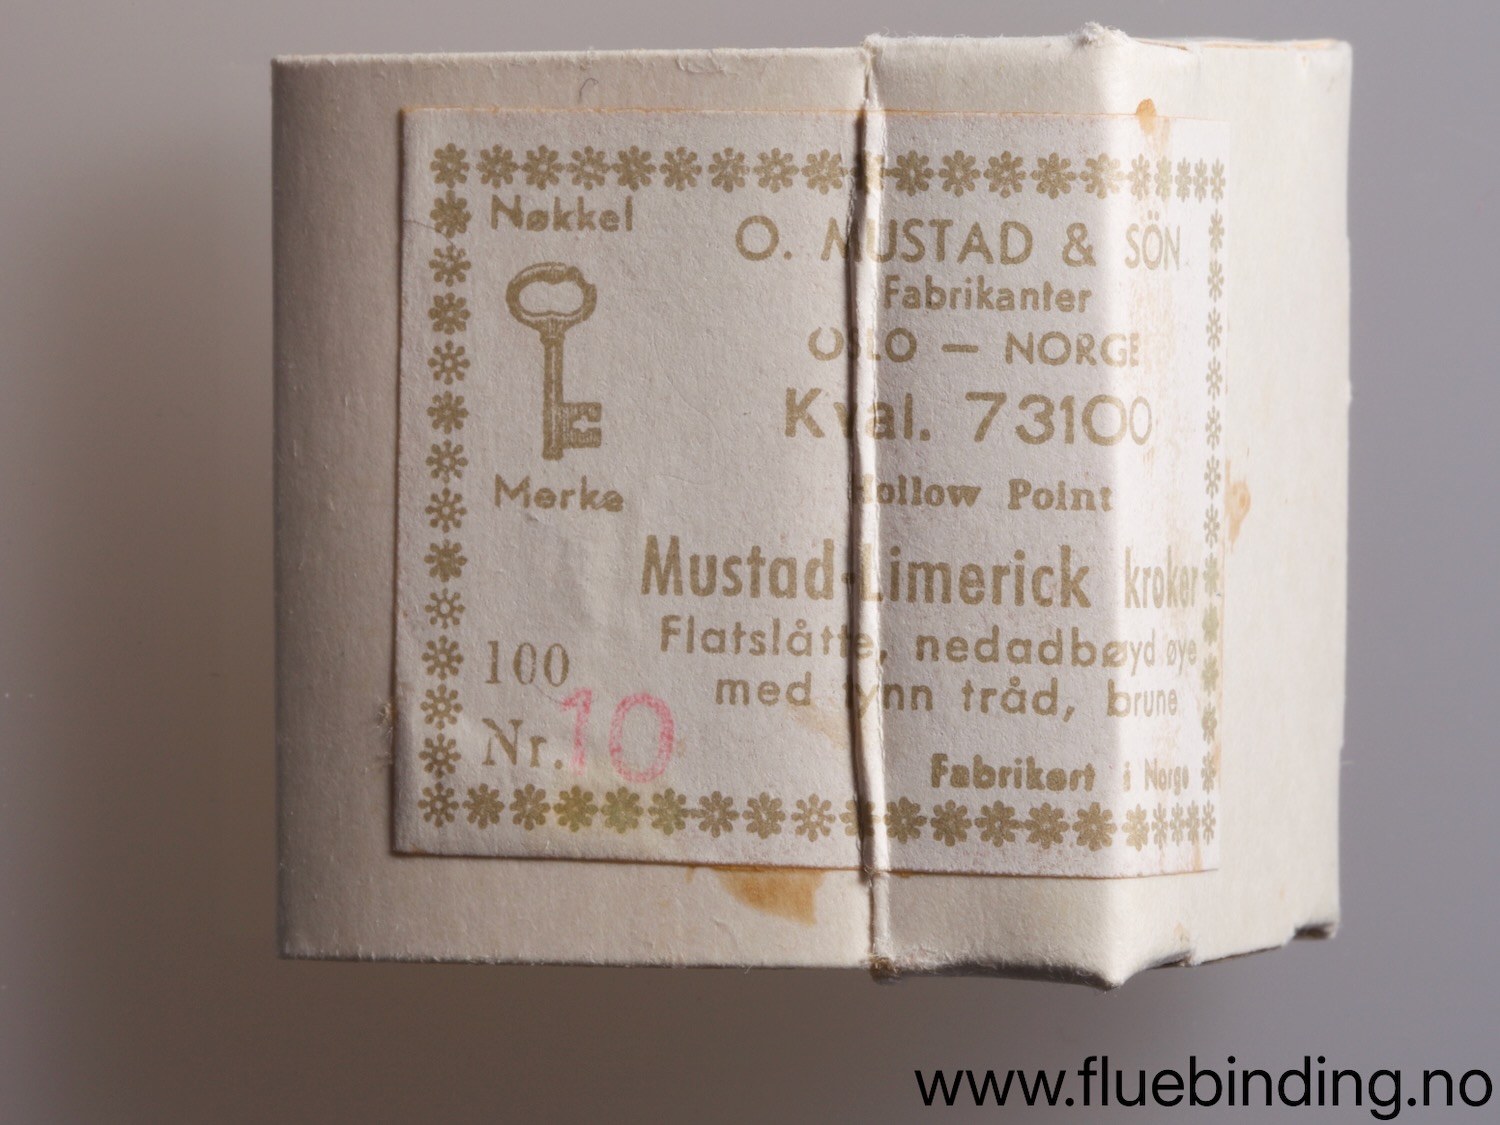 Nøkkel
Merke
O. MUSTAD & SÖN
Fabrikanter
OSLO — NORGE
Kval. 73100
Hollow Point
Mustad-Limerick kroker
Flatslåtte, nedadbøyd øye
med tynn tråd, brune
100
Nr. 10
Fabrikert i Norge
www.fluebinding.no